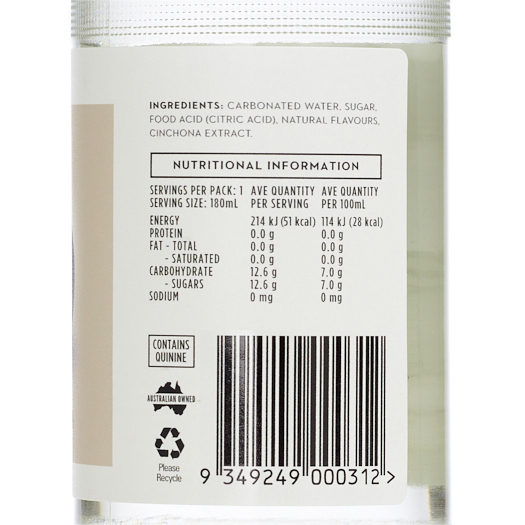 INGREDIENTS: CARBONATED WATER, SUGAR,
FOOD ACID (CITRIC ACID), NATURAL FLAVOURS,
CINCHONA EXTRACT.
NUTRITIONAL INFORMATION
SERVINGS PER PACK: 1 AVE QUANTITY AVE QUANTITY
SERVING SIZE: 180mL PER SERVING PER 100mL
ENERGY 214 kJ (51 kcal) 114 kJ (28 kcal)
PROTEIN 0.0 g 0.0 g
FAT - TOTAL 0.0 g 0.0 g
- SATURATED 0.0 g 0.0 g
CARBOHYDRATE 12.6 g 7.0 g
- SUGARS 12.6 g 7.0 g
SODIUM 0 mg 0 mg
CONTAINS
QUININE
AUSTRALIAN OWNED
Please
Recycle
9 349249 000312 >